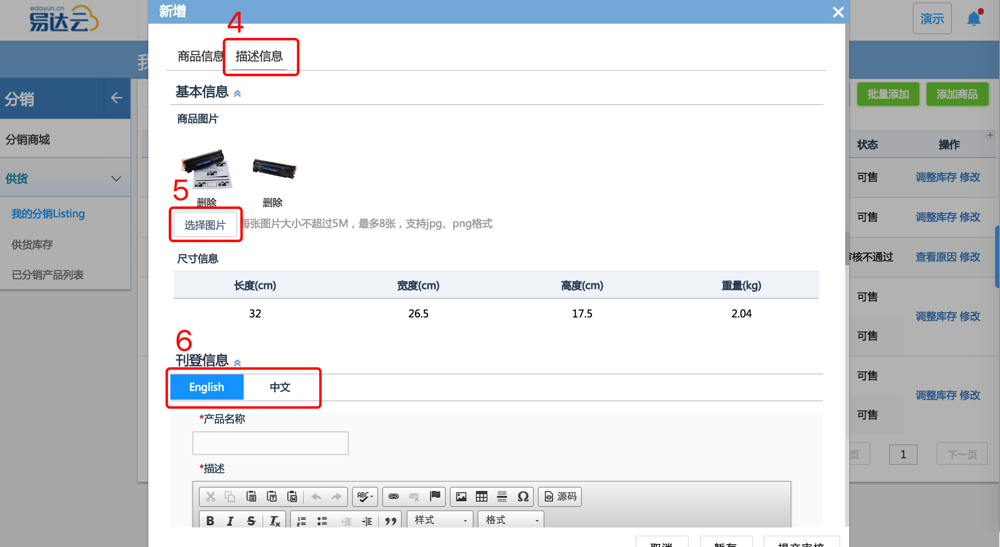 edayun.cn
易达云
新增
4
演示
商品信息
描述信息
批量添加
添加商品
分销
基本信息
商品图片
分销商城
状态
操作
供货
5
可售
调整库存 修改
删除
删除
我的分销Listing
可售
调整库存 修改
选择图片
每张图片大小不超过5M，最多8张，支持jpg、png格式
供货库存
尺寸信息
核不通过
查看原因 修改
已分销产品列表
长度(cm)
宽度(cm)
高度(cm)
重量(kg)
可售
32
26.5
17.5
2.04
调整库存 修改
可售
6
刊登信息
可售
English
中文
调整库存 修改
可售
*产品名称
页
1
下一页
*描述
ABC
源码
B I S Tx
样式
格式
取消
暂存
提交审核